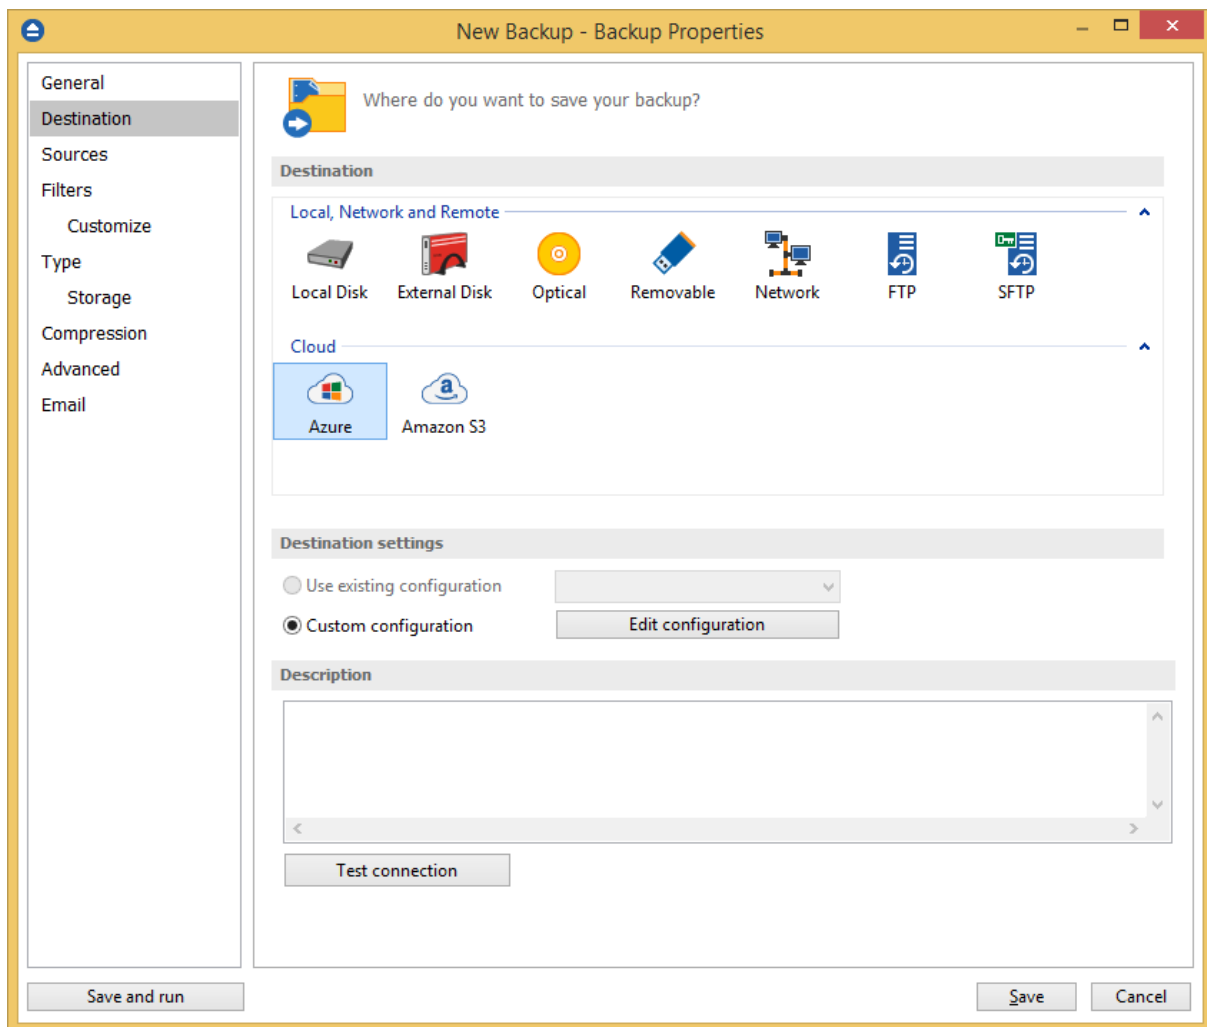 New Backup - Backup Properties
General
Destination
Sources
Filters
Customize
Type
Storage
Compression
Advanced
Email
Where do you want to save your backup?
Destination
Local, Network and Remote
Local Disk External Disk Optical Removable Network FTP SFTP
Cloud
a
Azure Amazon S3
Destination settings
Use existing configuration
Custom configuration Edit configuration
Description
Test connection
Save and run Save Cancel